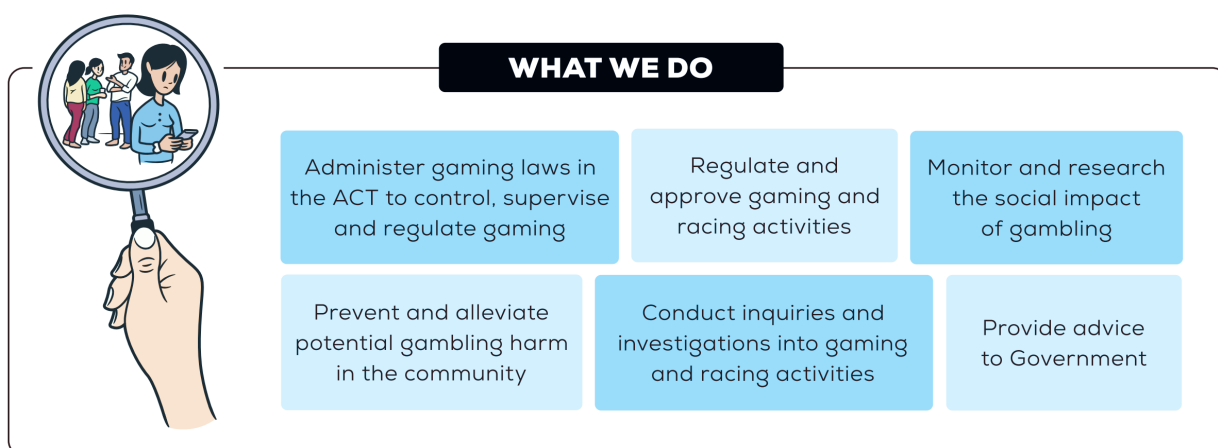 WHAT WE DO
Administer gaming laws in
the ACT to control, supervise
and regulate gaming
Regulate and
approve gaming and
racing activities
Monitor and research
the social impact
of gambling
Prevent and alleviate
potential gambling harm
in the community
Conduct inquiries and
investigations into gaming
and racing activities
Provide advice
to Government